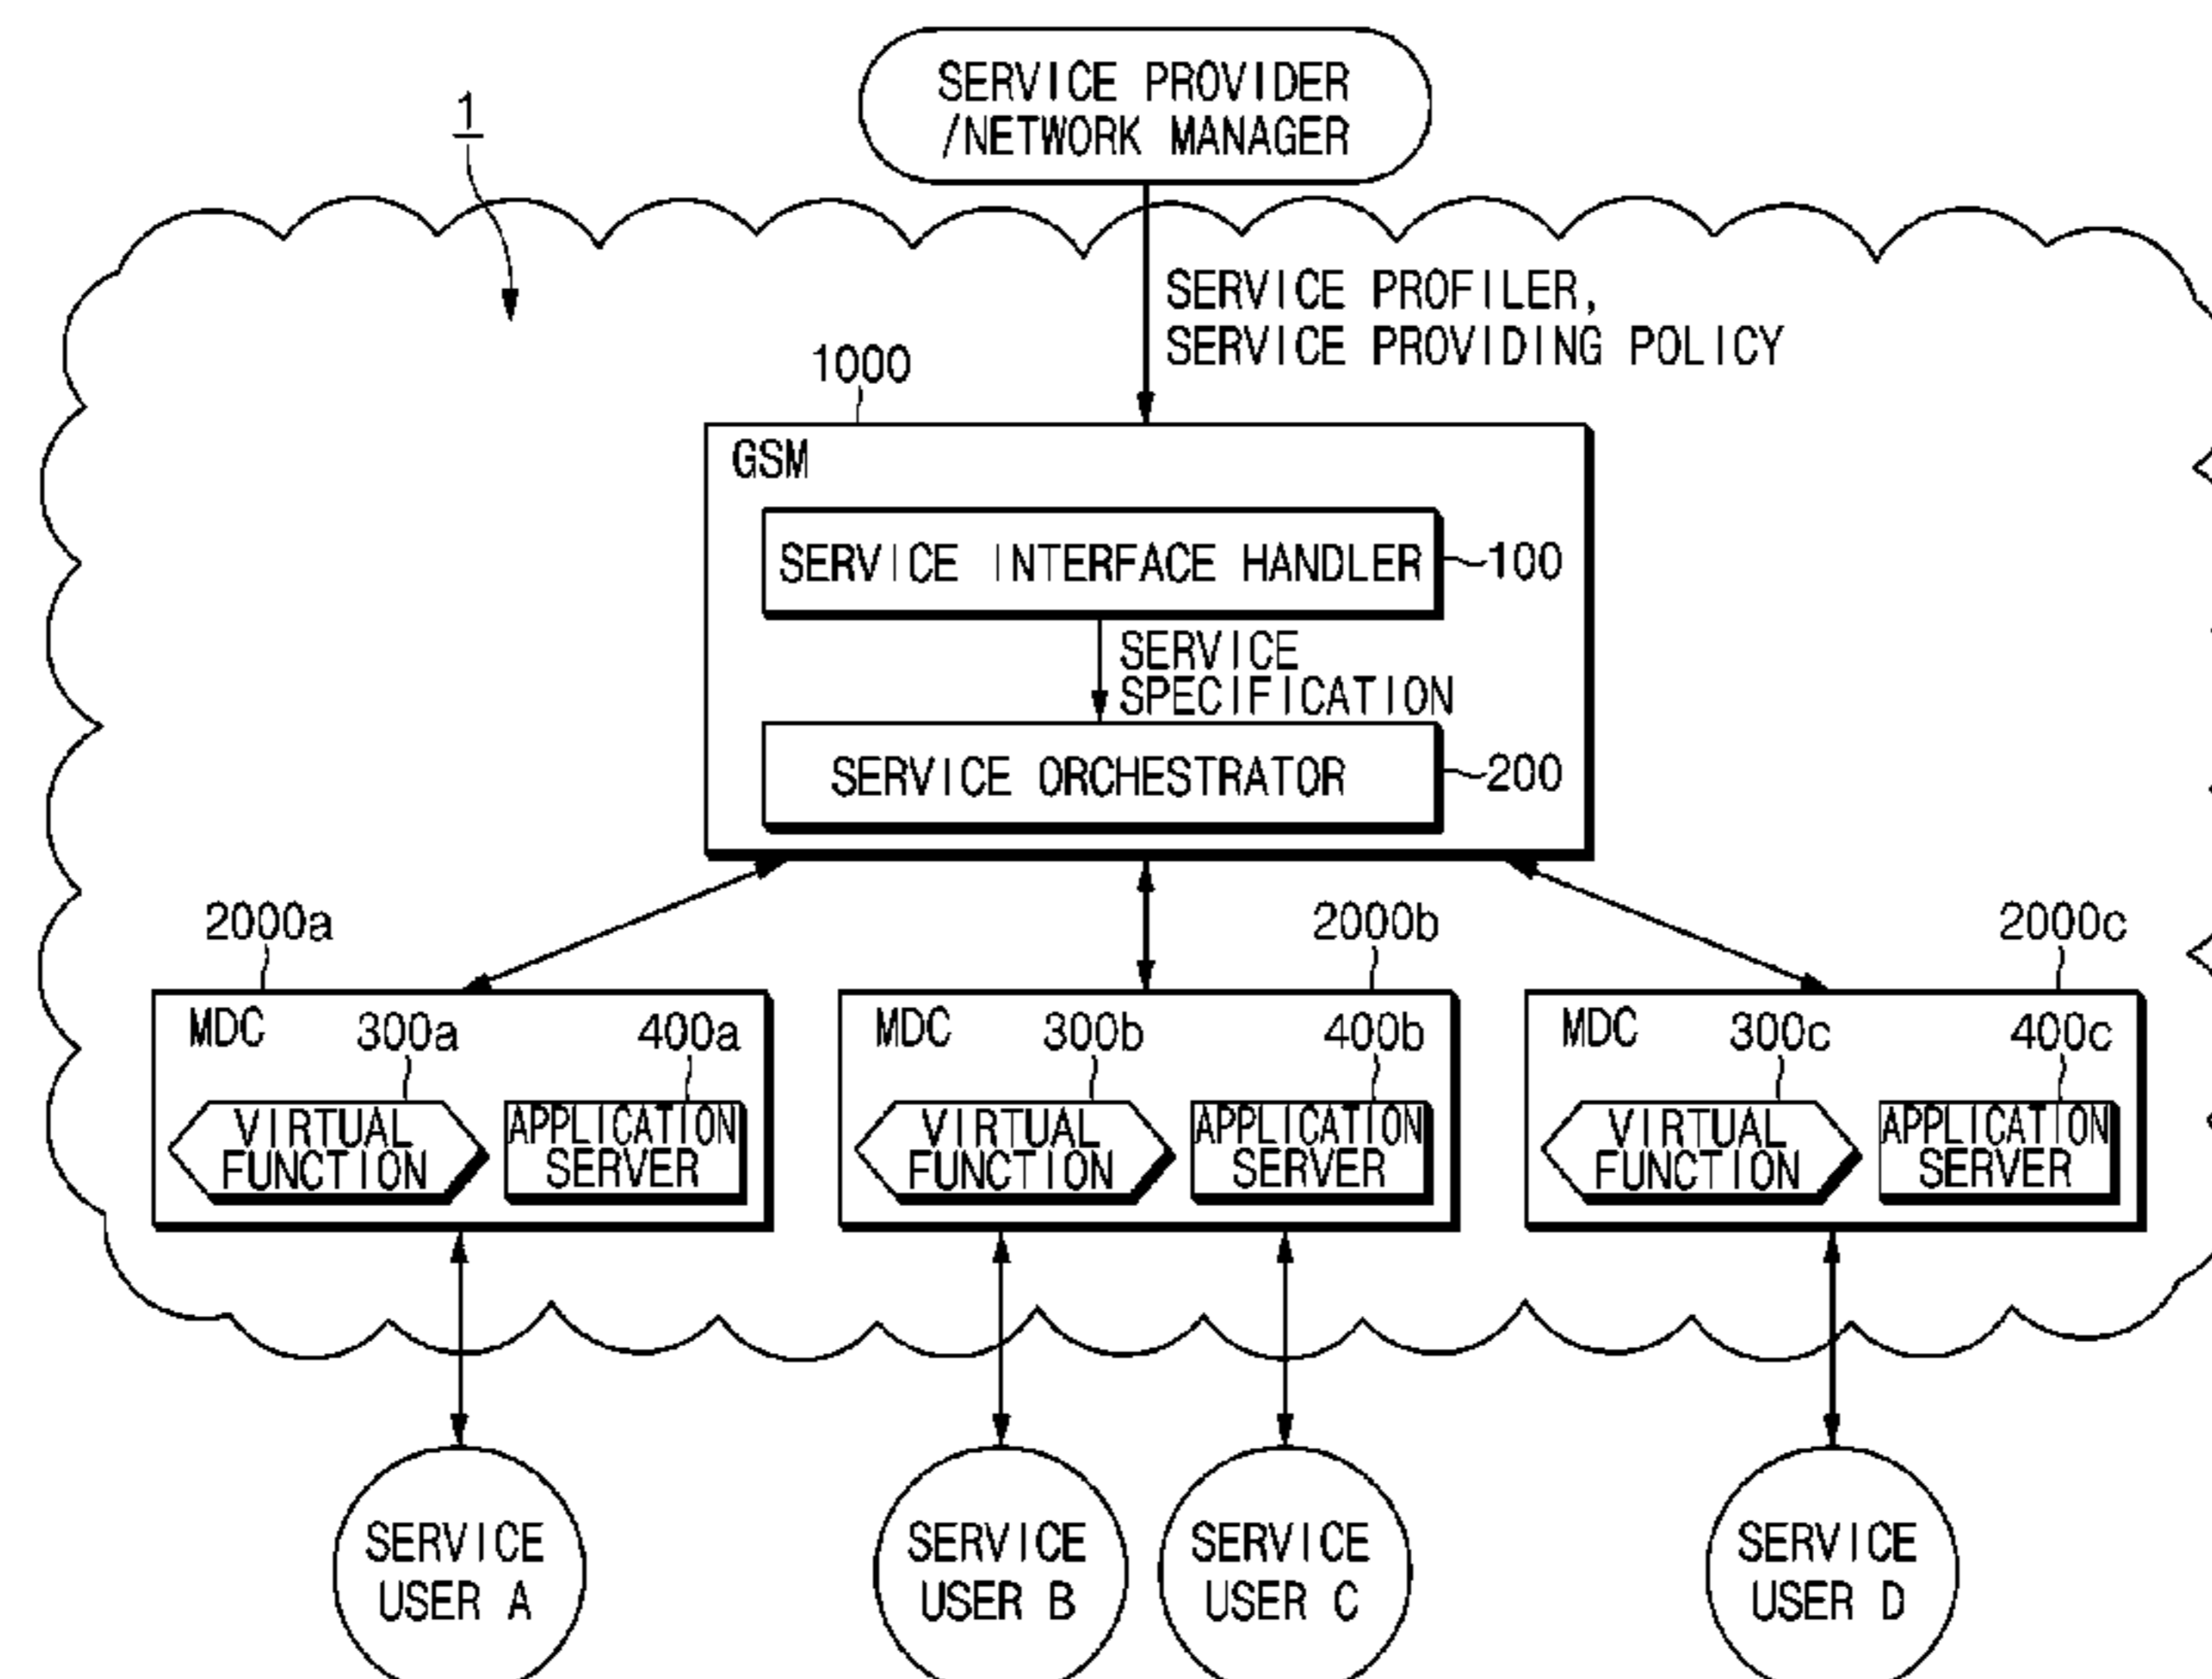 SERVICE PROVIDER
/NETWORK MANAGER
1
SERVICE PROFILER,
SERVICE PROVIDING POLICY
1000
GSM
SERVICE INTERFACE HANDLER
100
SERVICE
SPECIFICATION
SERVICE ORCHESTRATOR
200
2000a
2000b
2000c
MDC
300a
400a
VIRTUAL
FUNCTION
APPLICATION
SERVER
MDC
300b
400b
VIRTUAL
FUNCTION
APPLICATION
SERVER
MDC
300c
400c
VIRTUAL
FUNCTION
APPLICATION
SERVER
SERVICE
USER A
SERVICE
USER B
SERVICE
USER C
SERVICE
USER D